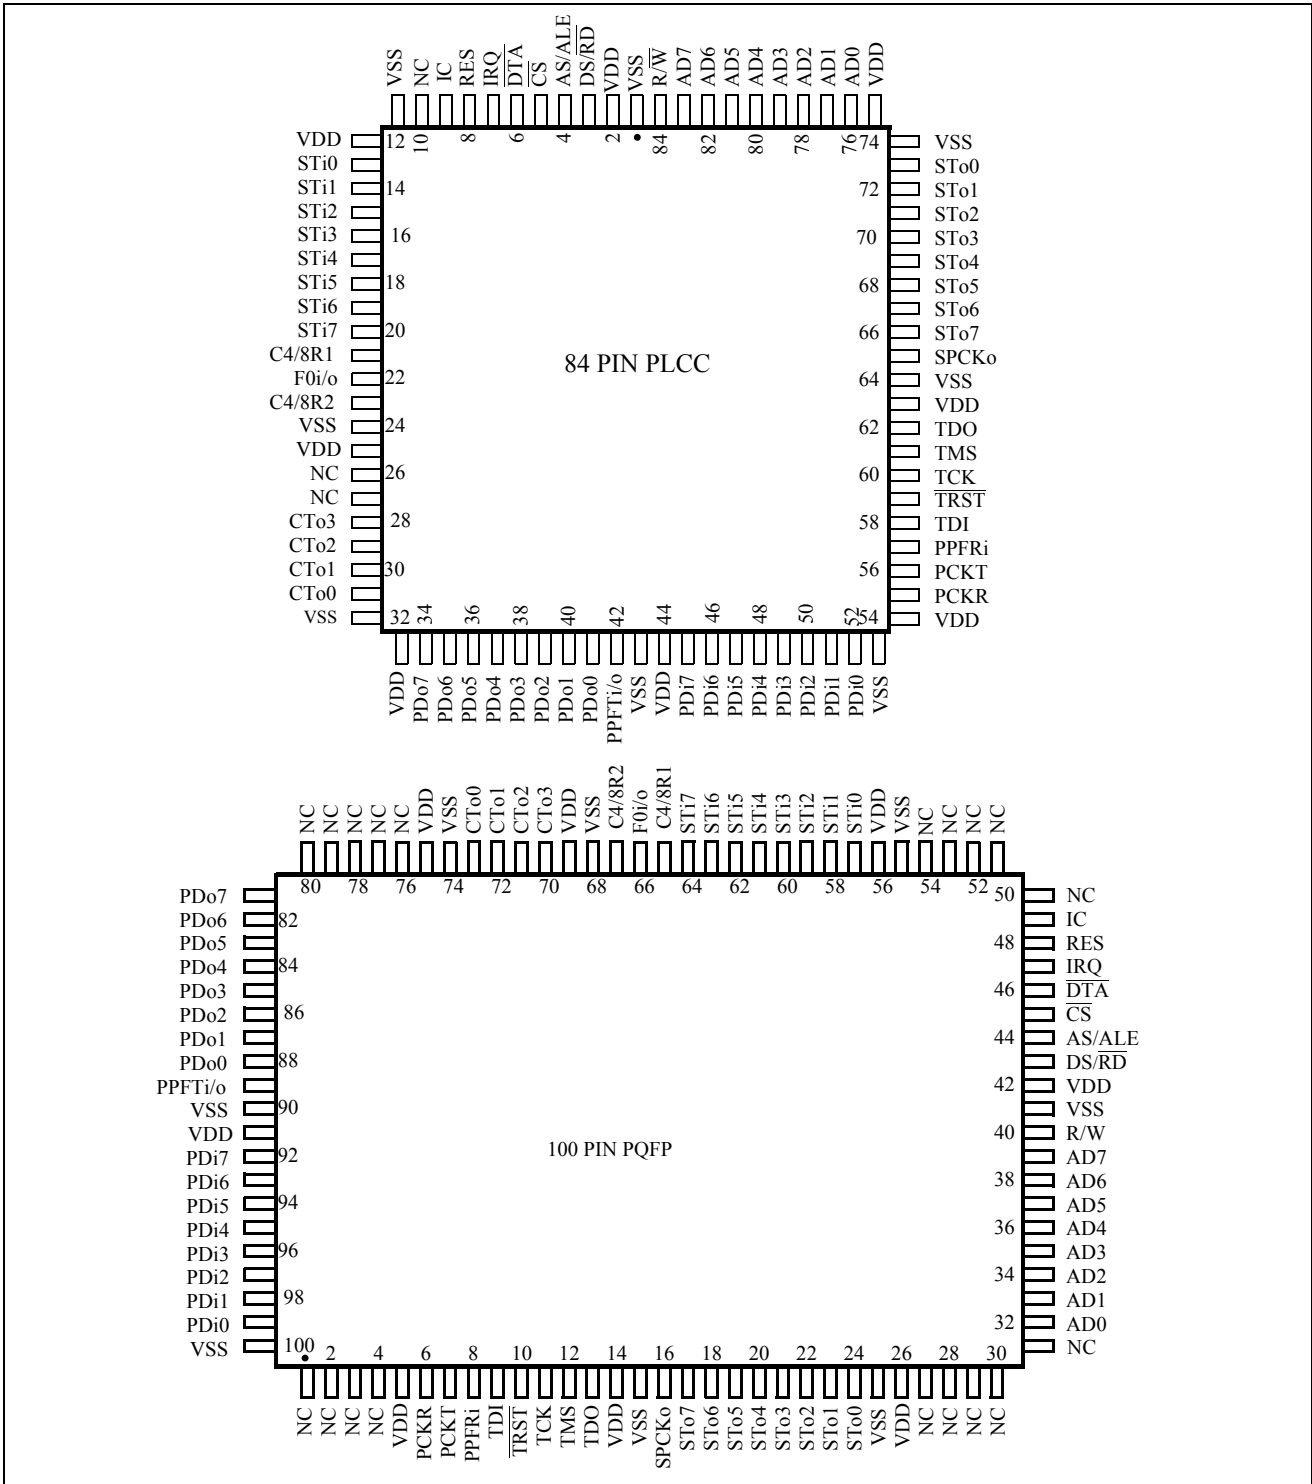 VSS NC IC RES IRQ DTA CS AS/ALE DS/RD VDD VSS R/W AD7 AD6 AD5 AD4 AD3 AD2 AD1 AD0 VDD
12 10 8 6 4 2 84 82 80 78 76 74
VDD VSS
STi0 STo0
STi1 14 72 STo1
STi2 STo2
STi3 16 70 STo3
STi4 STo4
STi5 18 68 STo5
STi6 STo6
STi7 20 66 STo7
C4/8R1 SPCKo
84 PIN PLCC
F0i/o 22 64 VSS
C4/8R2 VDD
VSS 24 62 TDO
VDD TMS
NC 26 60 TCK
NC TRST
CTo3 28 58 TDI
CTo2 PPFRi
CTo1 30 56 PCKT
CTo0 PCKR
VSS VDD
32 34 36 38 40 42 44 46 48 50 52 54
VDD PDo7 PDo6 PDo5 PDo4 PDo3 PDo2 PDo1 PDo0 PPFTi/o VSS VDD PDi7 PDi6 PDi5 PDi4 PDi3 PDi2 PDi1 PDi0 VSS
NC NC NC NC NC VDD VSS CTo0 CTo1 CTo2 CTo3 VDD VSS C4/8R2 F0i/o C4/8R1 STi7 STi6 STi5 STi4 STi3 STi2 STi1 STi0 VDD VSS NC NC NC NC
80 78 76 74 72 70 68 66 64 62 60 58 56 54 52
PDo7 50 NC
PDo6 82 IC
PDo5 48 RES
PDo4 84 IRQ
PDo3 46 DTA
PDo2 86 CS
PDo1 44 AS/ALE
PDo0 88 DS/RD
PPFTi/o 42 VDD
VSS 90 VSS
VDD 40 R/W
100 PIN PQFP
PDi7 92 AD7
PDi6 38 AD6
PDi5 94 AD5
PDi4 36 AD4
PDi3 96 AD3
PDi2 34 AD2
PDi1 98 AD1
PDi0 32 AD0
VSS NC
100 2 4 6 8 10 12 14 16 18 20 22 24 26 28 30
NC NC NC NC VDD PCKR PCKT PPFRi TDI TRST TCK TMS TDO VDD VSS SPCKo STo7 STo6 STo5 STo4 STo3 STo2 STo1 STo0 VSS VDD NC NC NC NC